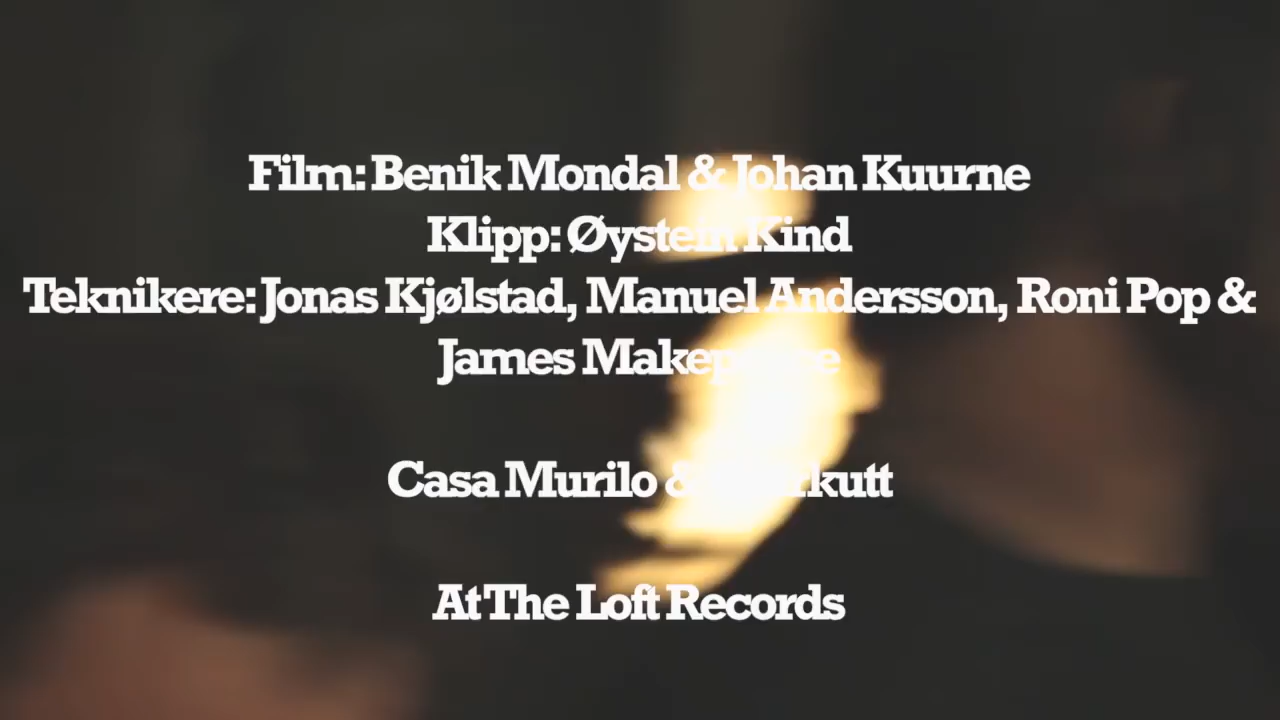 Film: Benik Mondal & Johan Kuurne
Klipp: Øystein Kind
Teknikere: Jonas Kjølstad, Manuel Andersson, Roni Pop &
James Makepeace
Casa Murilo &
At The Loft Records